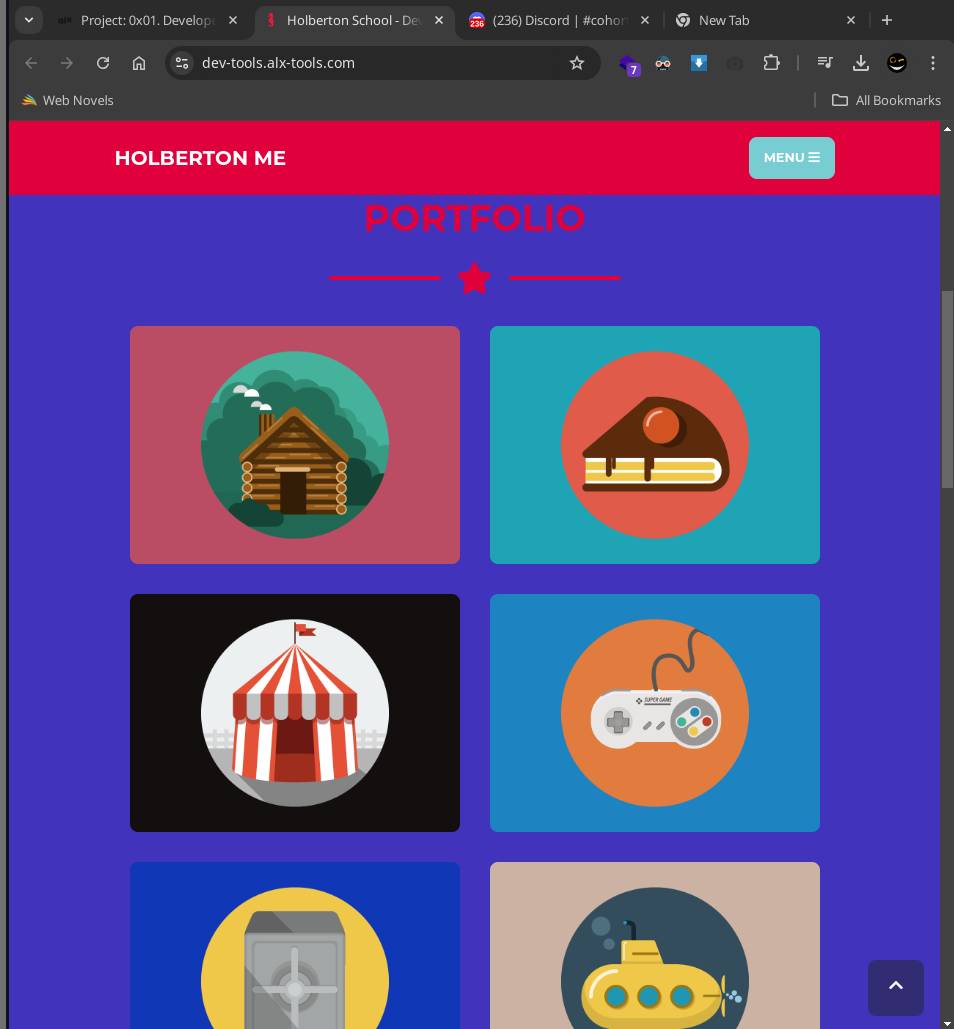 Project: 0x01. Develope
Holberton School - Dev
(236) Discord | #cohor
New Tab
dev-tools.alx-tools.com
7
Web Novels
All Bookmarks
HOLBERTON ME
MENU
PORTFOLIO
SUPER GAME